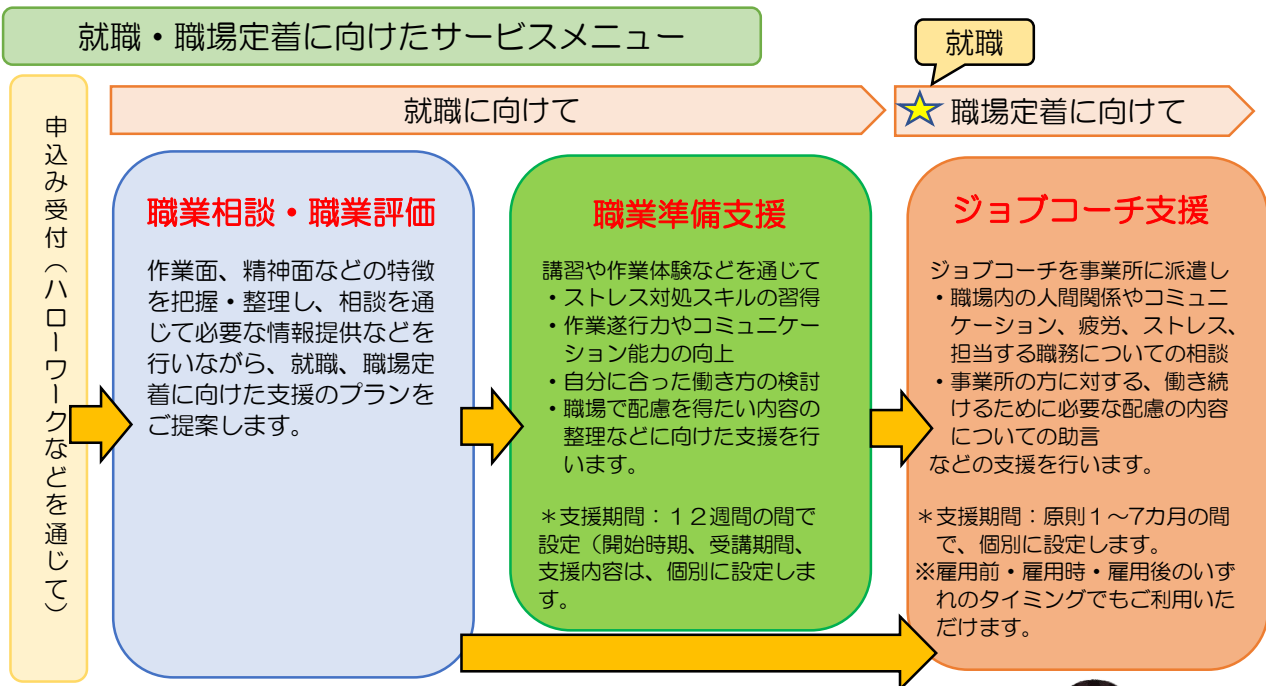 就職・職場定着に向けたサービスメニュー
就職
就職に向けて
職場定着に向けて
申込み受付（ハローワークなどを通じて）
職業相談・職業評価
作業面、精神面などの特徴
を把握・整理し、相談を通
じて必要な情報提供などを
行いながら、就職、職場定
着に向けた支援のプランを
ご提案します。
職業準備支援
講習や作業体験などを通じて
・ストレス対処スキルの習得
・作業遂行力やコミュニケー
ション能力の向上
・自分に合った働き方の検討
・職場で配慮を得たい内容の
整理などに向けた支援を行
います。
＊支援期間：１２週間の間で
設定（開始時期、受講期間、
支援内容は、個別に設定しま
す。
ジョブコーチ支援
ジョブコーチを事業所に派遣し
・職場内の人間関係やコミュニ
ケーション、疲労、ストレス、
担当する職務についての相談
・事業所の方に対する、働き続
けるために必要な配慮の内容
についての助言
などの支援を行います。
＊支援期間：原則１～7カ月の間
で、個別に設定します。
※雇用前・雇用時・雇用後のいず
れのタイミングでもご利用いた
だけます。